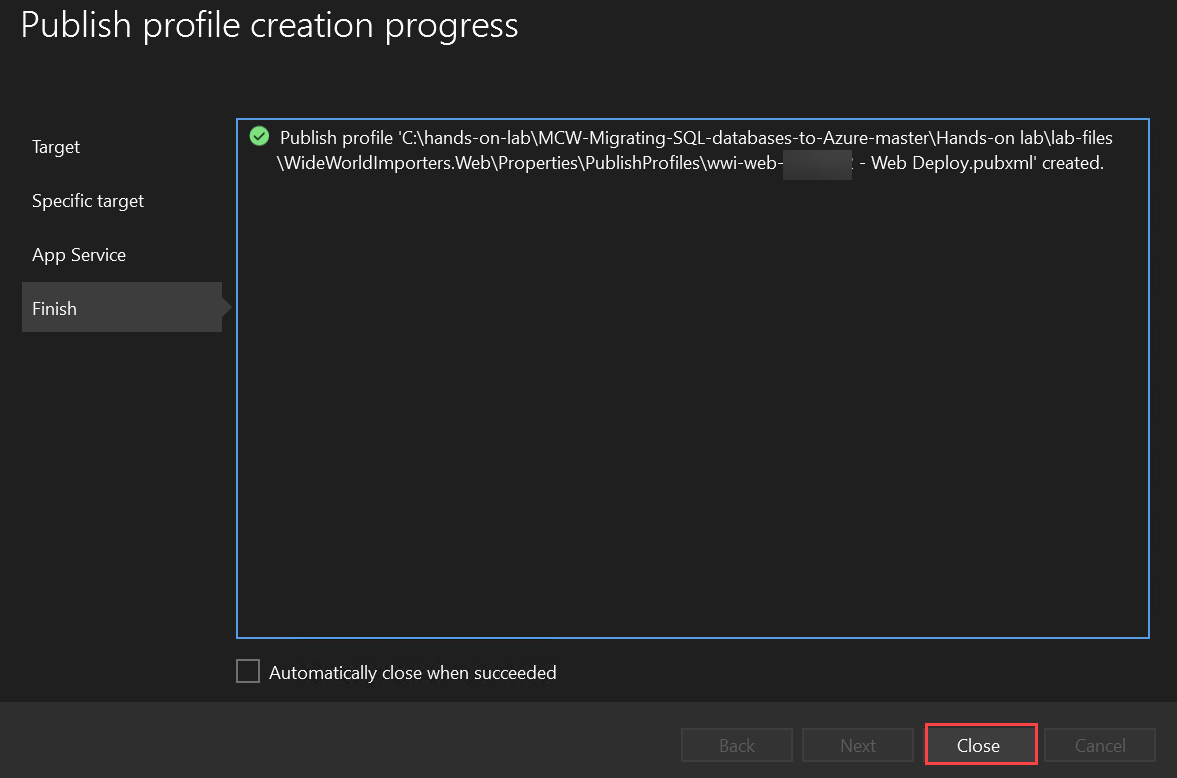 Publish profile creation progress
Target
Specific target
App Service
Finish
Publish profile 'C:\hands-on-lab\MCW-Migrating-SQL-databases-to-Azure-master\Hands-on lab\lab-files
\WideWorldImporters.Web\Properties\PublishProfiles\wwi-web- - Web Deploy.pubxml' created.
Automatically close when succeeded
Back
Next
Close
Cancel